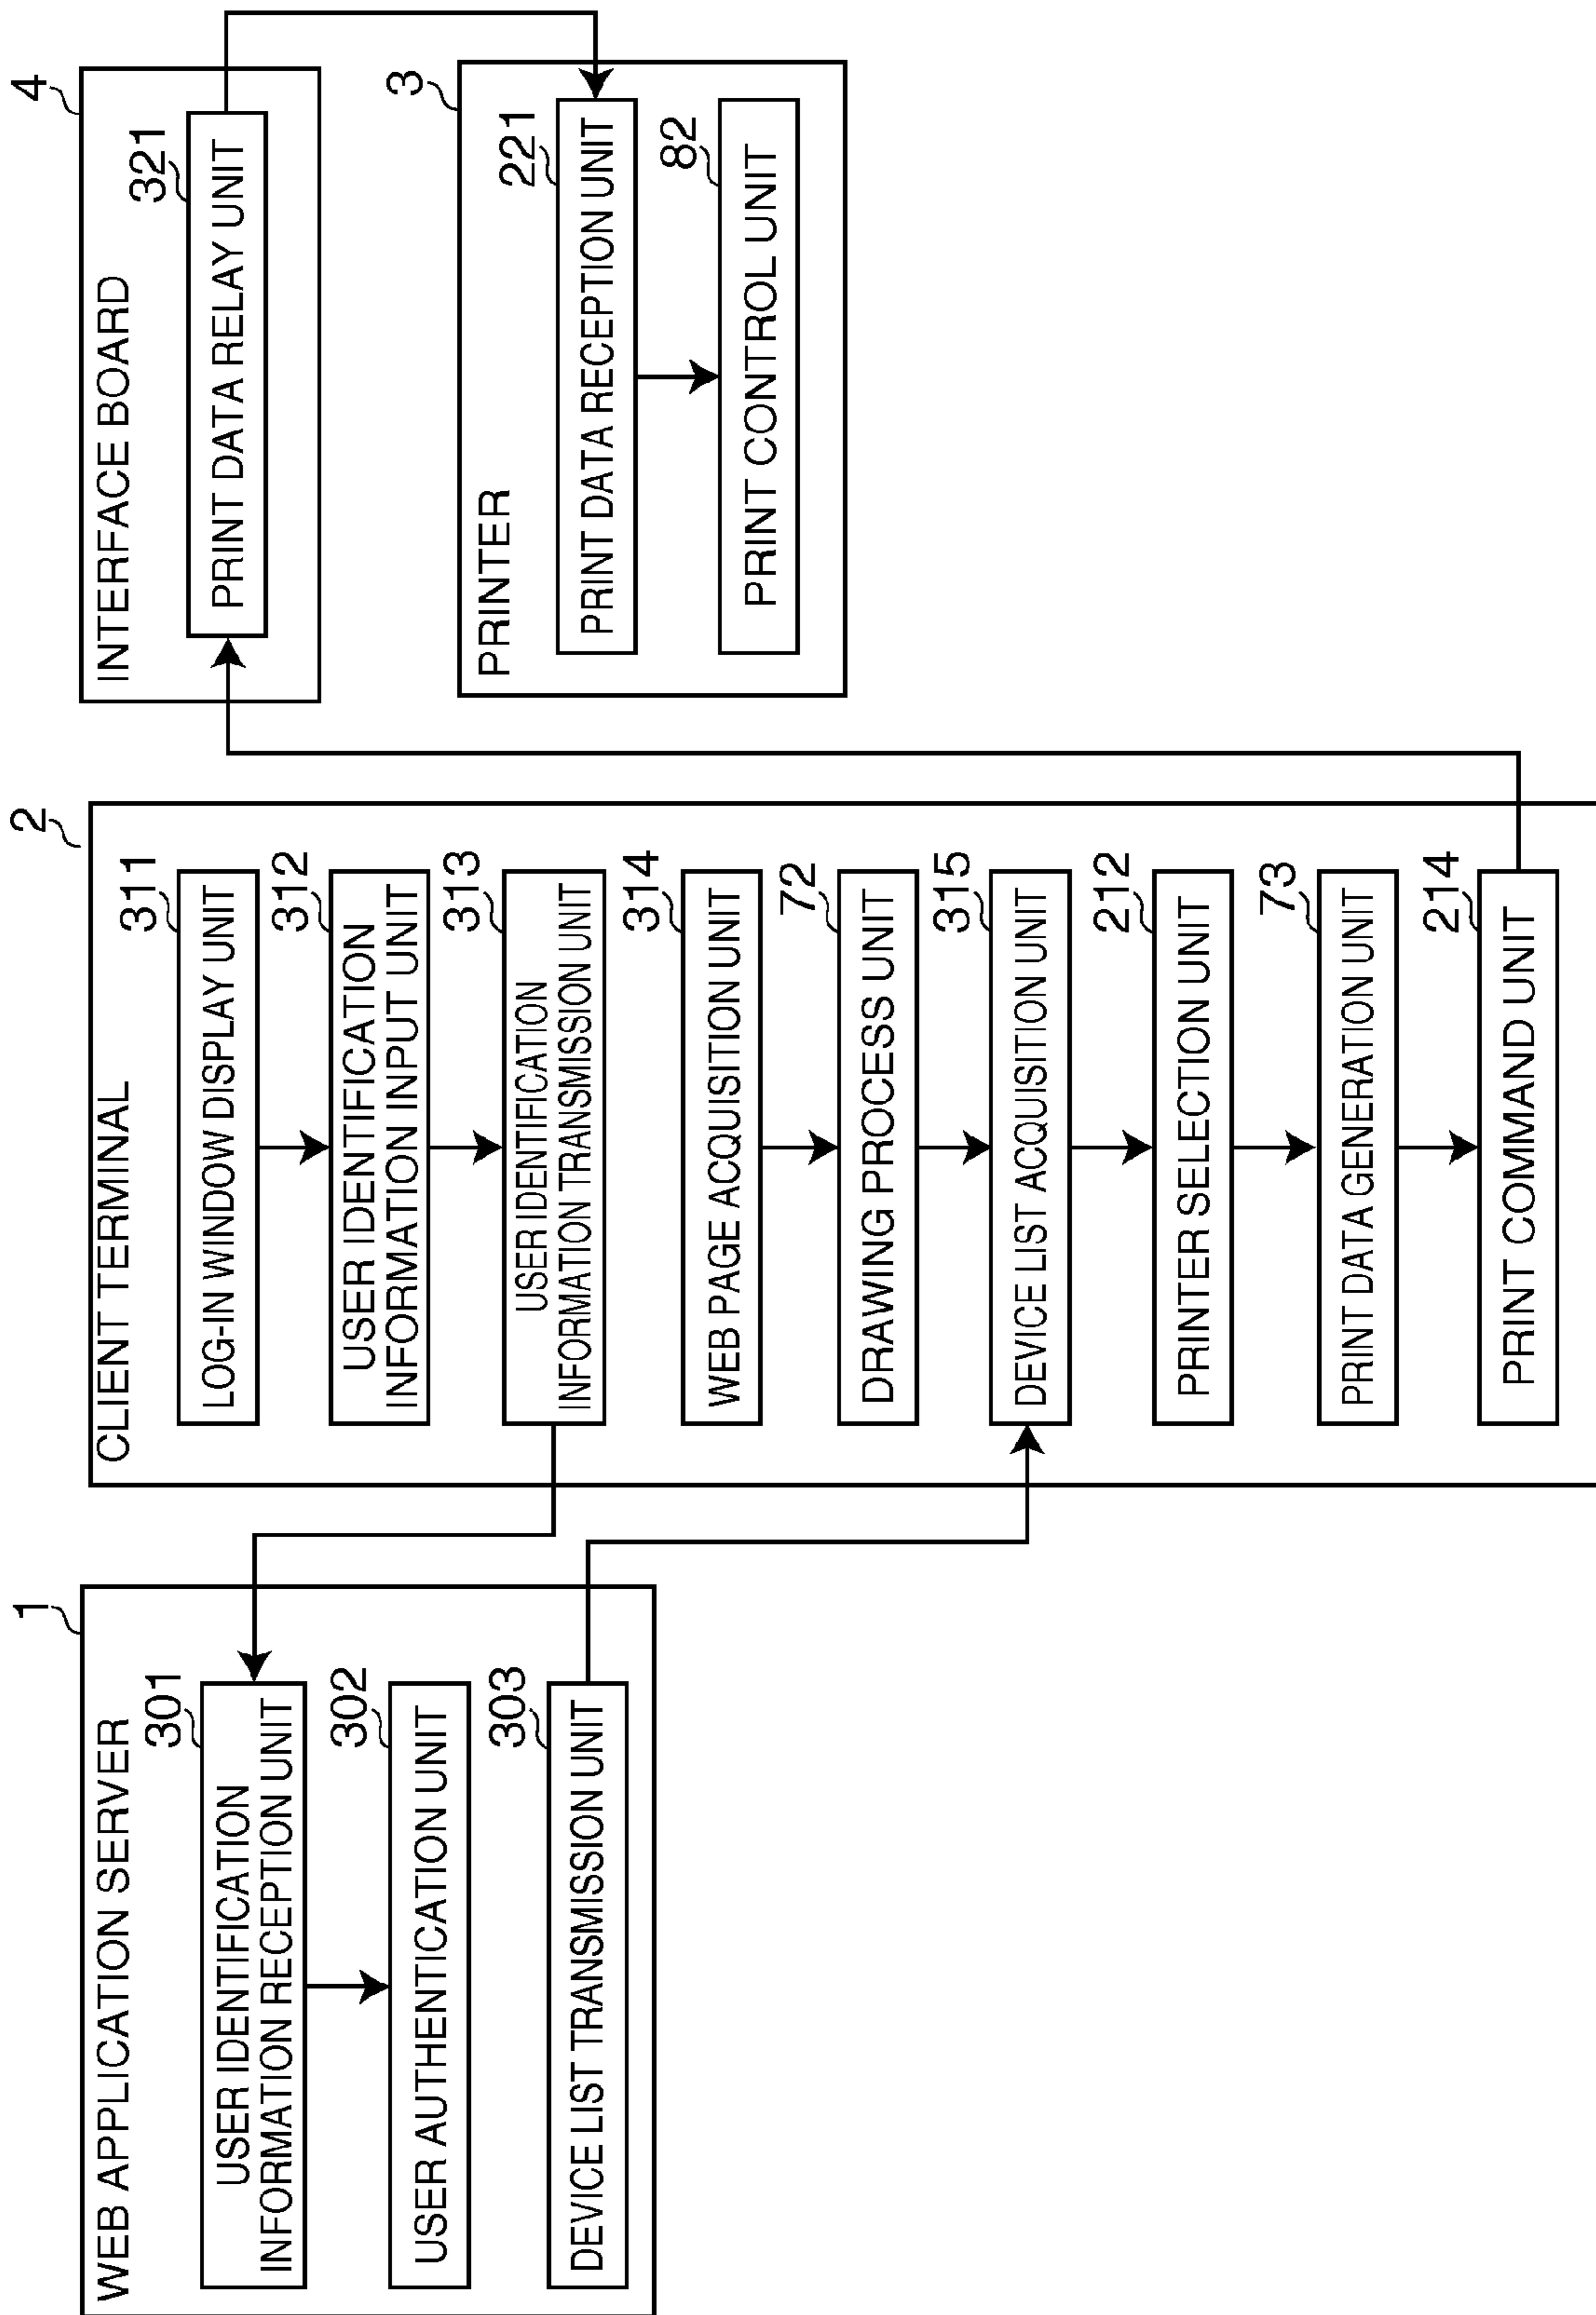 WEB APPLICATION SERVER
1
USER IDENTIFICATION
INFORMATION RECEPTION UNIT
301
USER AUTHENTICATION UNIT
302
DEVICE LIST TRANSMISSION UNIT
303
CLIENT TERMINAL
2
LOG-IN WINDOW DISPLAY UNIT
311
USER IDENTIFICATION
INFORMATION INPUT UNIT
312
USER IDENTIFICATION
INFORMATION TRANSMISSION UNIT
313
WEB PAGE ACQUISITION UNIT
314
DRAWING PROCESS UNIT
72
DEVICE LIST ACQUISITION UNIT
315
PRINTER SELECTION UNIT
212
PRINT DATA GENERATION UNIT
73
PRINT COMMAND UNIT
214
INTERFACE BOARD
4
PRINT DATA RELAY UNIT
321
PRINTER
3
PRINT DATA RECEPTION UNIT
221
PRINT CONTROL UNIT
82